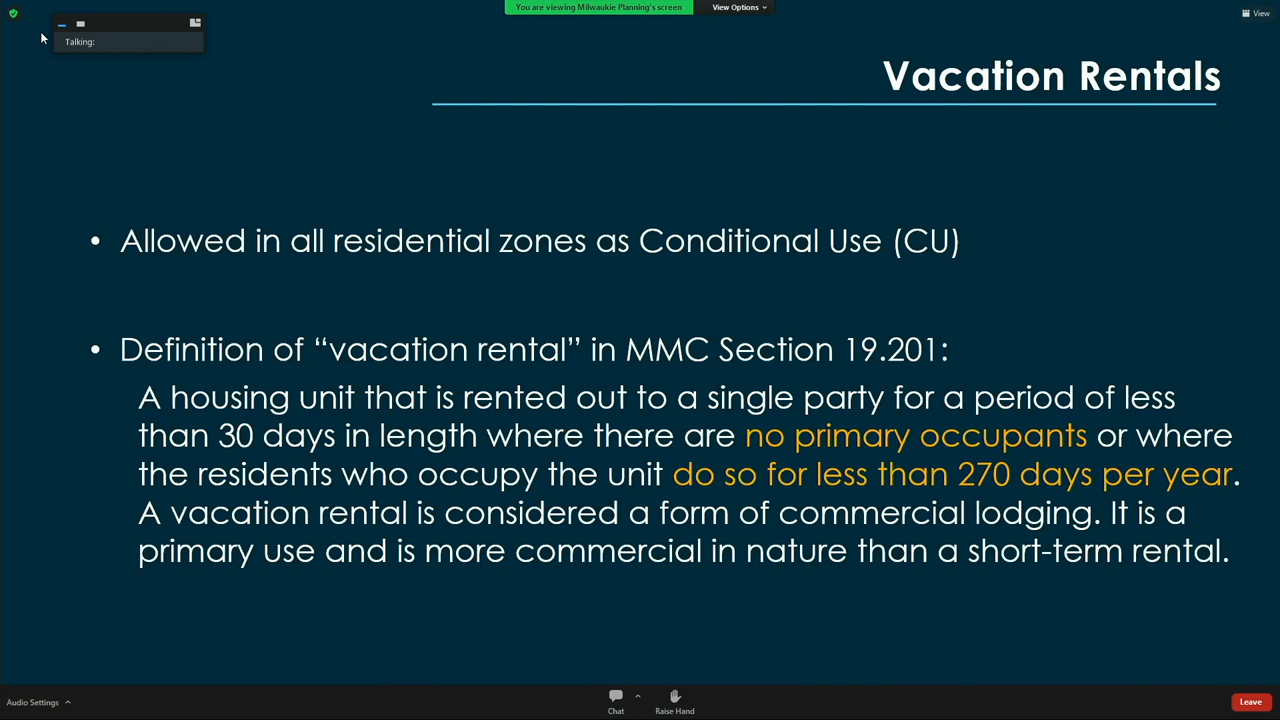 You are viewing Milwaukie Planning's screen
View Options
View
Talking:
Vacation Rentals
• Allowed in all residential zones as Conditional Use (CU)
• Definition of “vacation rental” in MMC Section 19.201:
A housing unit that is rented out to a single party for a period of less
than 30 days in length where there are no primary occupants or where
the residents who occupy the unit do so for less than 270 days per year.
A vacation rental is considered a form of commercial lodging. It is a
primary use and is more commercial in nature than a short-term rental.
Audio Settings
Chat
Raise Hand
Leave